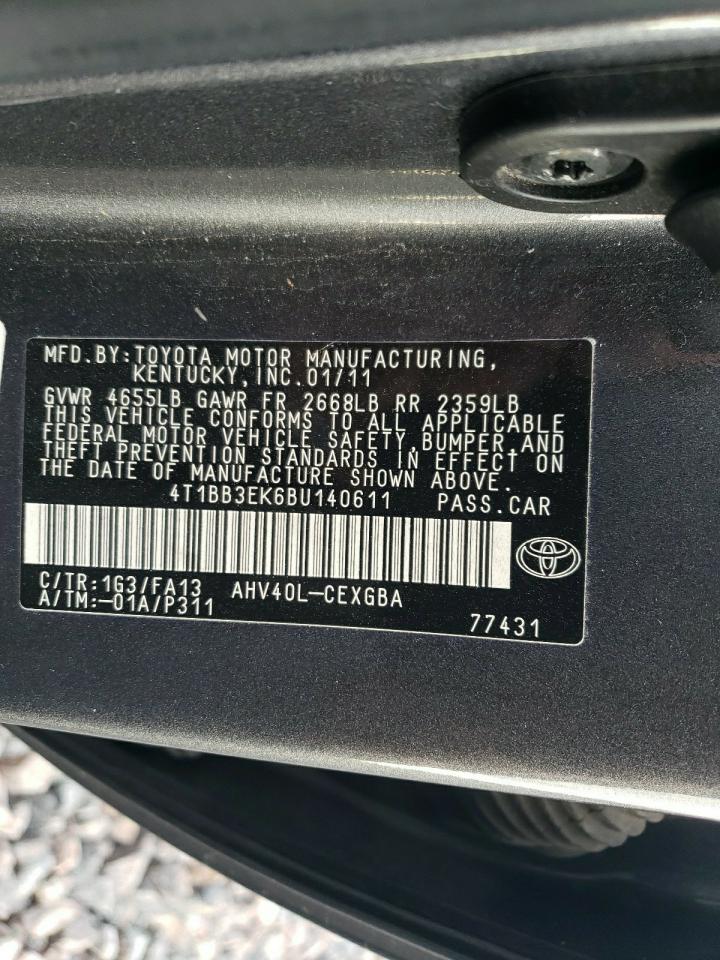 MFD.BY:TOYOTA MOTOR MANUFACTURING,
KENTUCKY,INC.01/11
GVWR 4655LB GAWR FR 2668LB RR 2359LB
THIS VEHICLE CONFORMS TO ALL APPLICABLE
FEDERAL MOTOR VEHICLE SAFETY,BUMPER,AND
THEFT PREVENTION STANDARDS IN EFFECT ON
THE DATE OF MANUFACTURE SHOWN ABOVE.
4T1BB3EK6BU140611 PASS.CAR
C/TR:1G3/FA13 AHV40L-CEXGBA
A/TM:-01A/P311
77431